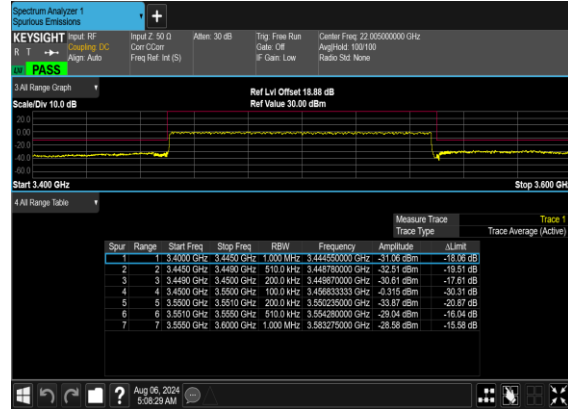 Spectrum Analyzer 1
Spurious Emissions
+
KEYSIGHT Input: RF Input Z: 50 Ω Atten: 30 dB Trig: Free Run Center Freq: 22.005000000 GHz
R T Coupling: DC Corr CCorr Gate: Off Avg|Hold: 100/100
Align: Auto Freq Ref: Int (S) IF Gain: Low Radio Std: None
PASS
3 All Range Graph
Ref Lvl Offset 18.88 dB
Scale/Div 10.0 dB Ref Value 30.00 dBm
20.0
0.00
-20.0
-40.0
-60.0
Start 3.400 GHz Stop 3.600 GHz
4 All Range Table
Measure Trace Trace 1
Trace Type Trace Average (Active)
Spur Range Start Freq Stop Freq RBW Frequency Amplitude ΔLimit
1 1 3.4000 GHz 3.4450 GHz 1.000 MHz 3.444550000 GHz -31.06 dBm -18.06 dB
2 2 3.4450 GHz 3.4490 GHz 510.0 kHz 3.448780000 GHz -32.51 dBm -19.51 dB
3 3 3.4490 GHz 3.4500 GHz 200.0 kHz 3.449870000 GHz -30.61 dBm -17.61 dB
4 4 3.4500 GHz 3.5500 GHz 100.0 kHz 3.456833333 GHz -0.315 dBm -30.31 dB
5 5 3.5500 GHz 3.5510 GHz 200.0 kHz 3.550235000 GHz -33.87 dBm -20.87 dB
6 6 3.5510 GHz 3.5550 GHz 510.0 kHz 3.554280000 GHz -29.04 dBm -16.04 dB
7 7 3.5550 GHz 3.6000 GHz 1.000 MHz 3.583275000 GHz -28.58 dBm -15.58 dB
? Aug 06, 2024
5:08:29 AM